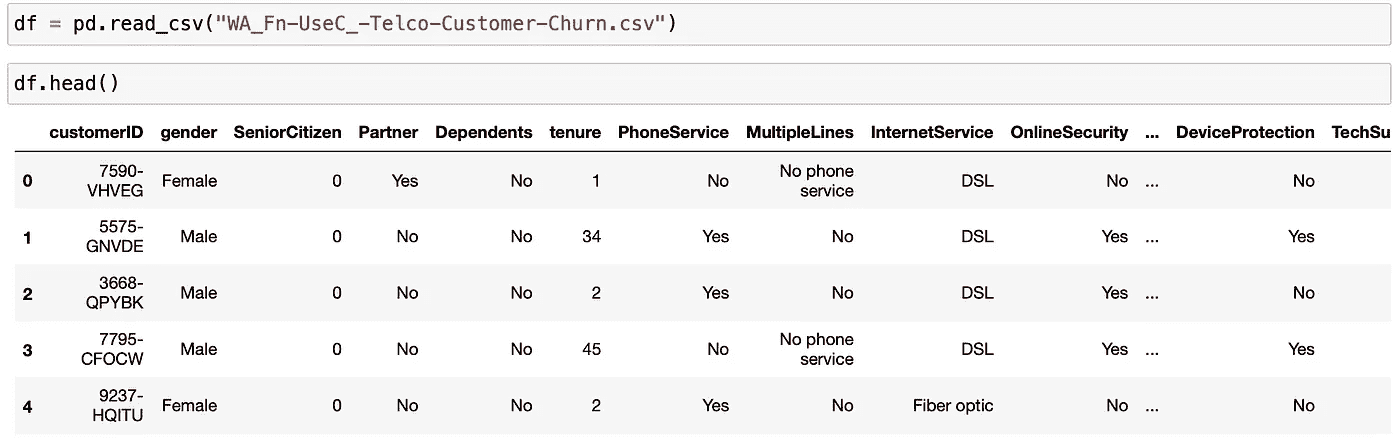 df = pd.read_csv("WA_Fn-UseC_-Telco-Customer-Churn.csv")
df.head()
customerID gender SeniorCitizen Partner Dependents tenure PhoneService MultipleLines InternetService OnlineSecurity ... DeviceProtection TechSu
0 7590-VHVEG Female 0 Yes No 1 No No phone service DSL No ... No
1 5575-GNVDE Male 0 No No 34 Yes No DSL Yes ... Yes
2 3668-QPYBK Male 0 No No 2 Yes No DSL Yes ... No
3 7795-CFOCW Male 0 No No 45 No No phone service DSL Yes ... Yes
4 9237-HQITU Female 0 No No 2 Yes No Fiber optic No ... No